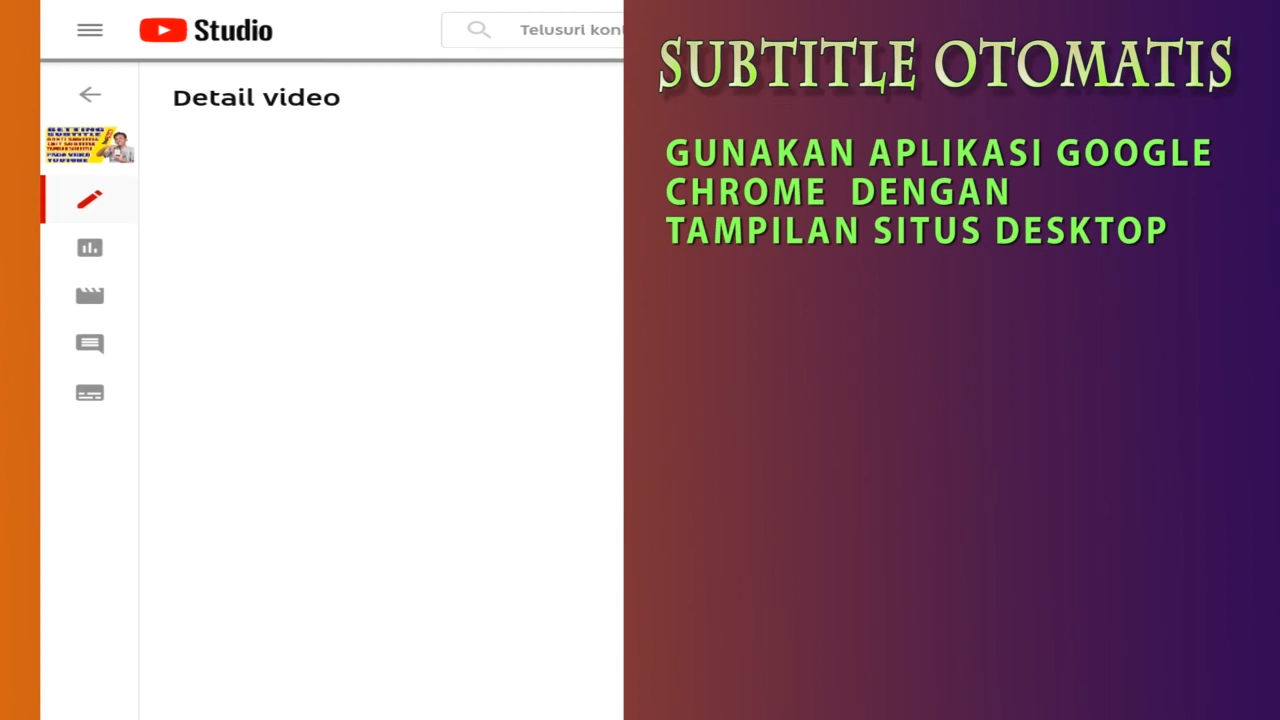 Studio
Telusuri kon
Detail video
SUBTITLE OTOMATIS
GUNAKAN APLIKASI GOOGLE
CHROME DENGAN
TAMPILAN SITUS DESKTOP